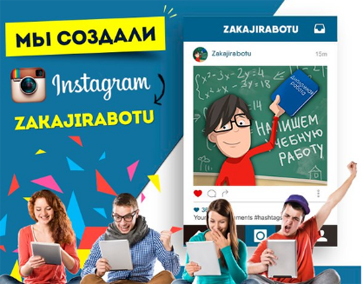 МЫ СОЗДАЛИ
Instagram
ZAKAJIRABOTU
ZAKAJIRABOTU
Zakajirabotu
15m
НАПИШЕМ
УЧЕБНУЮ
РАБОТУ